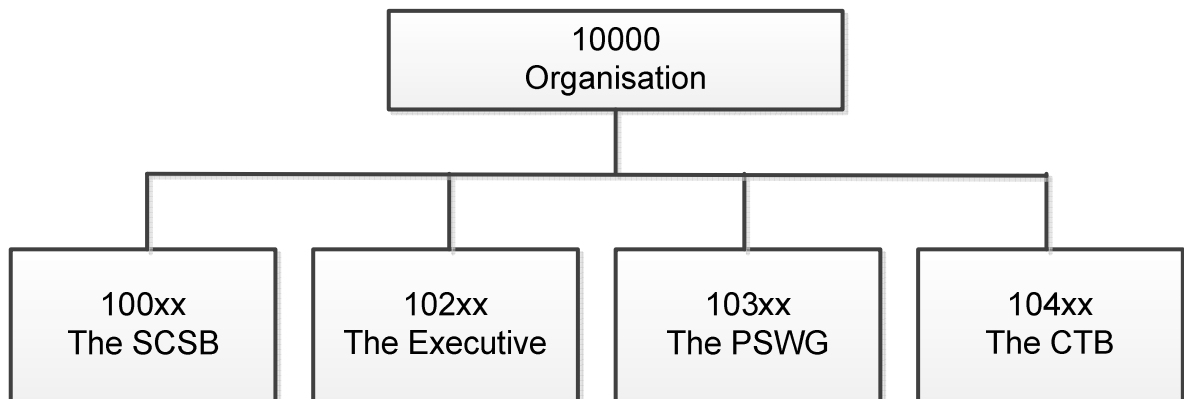 10000
Organisation
100xx
The SCSB
102xx
The Executive
103xx
The PSWG
104xx
The CTB